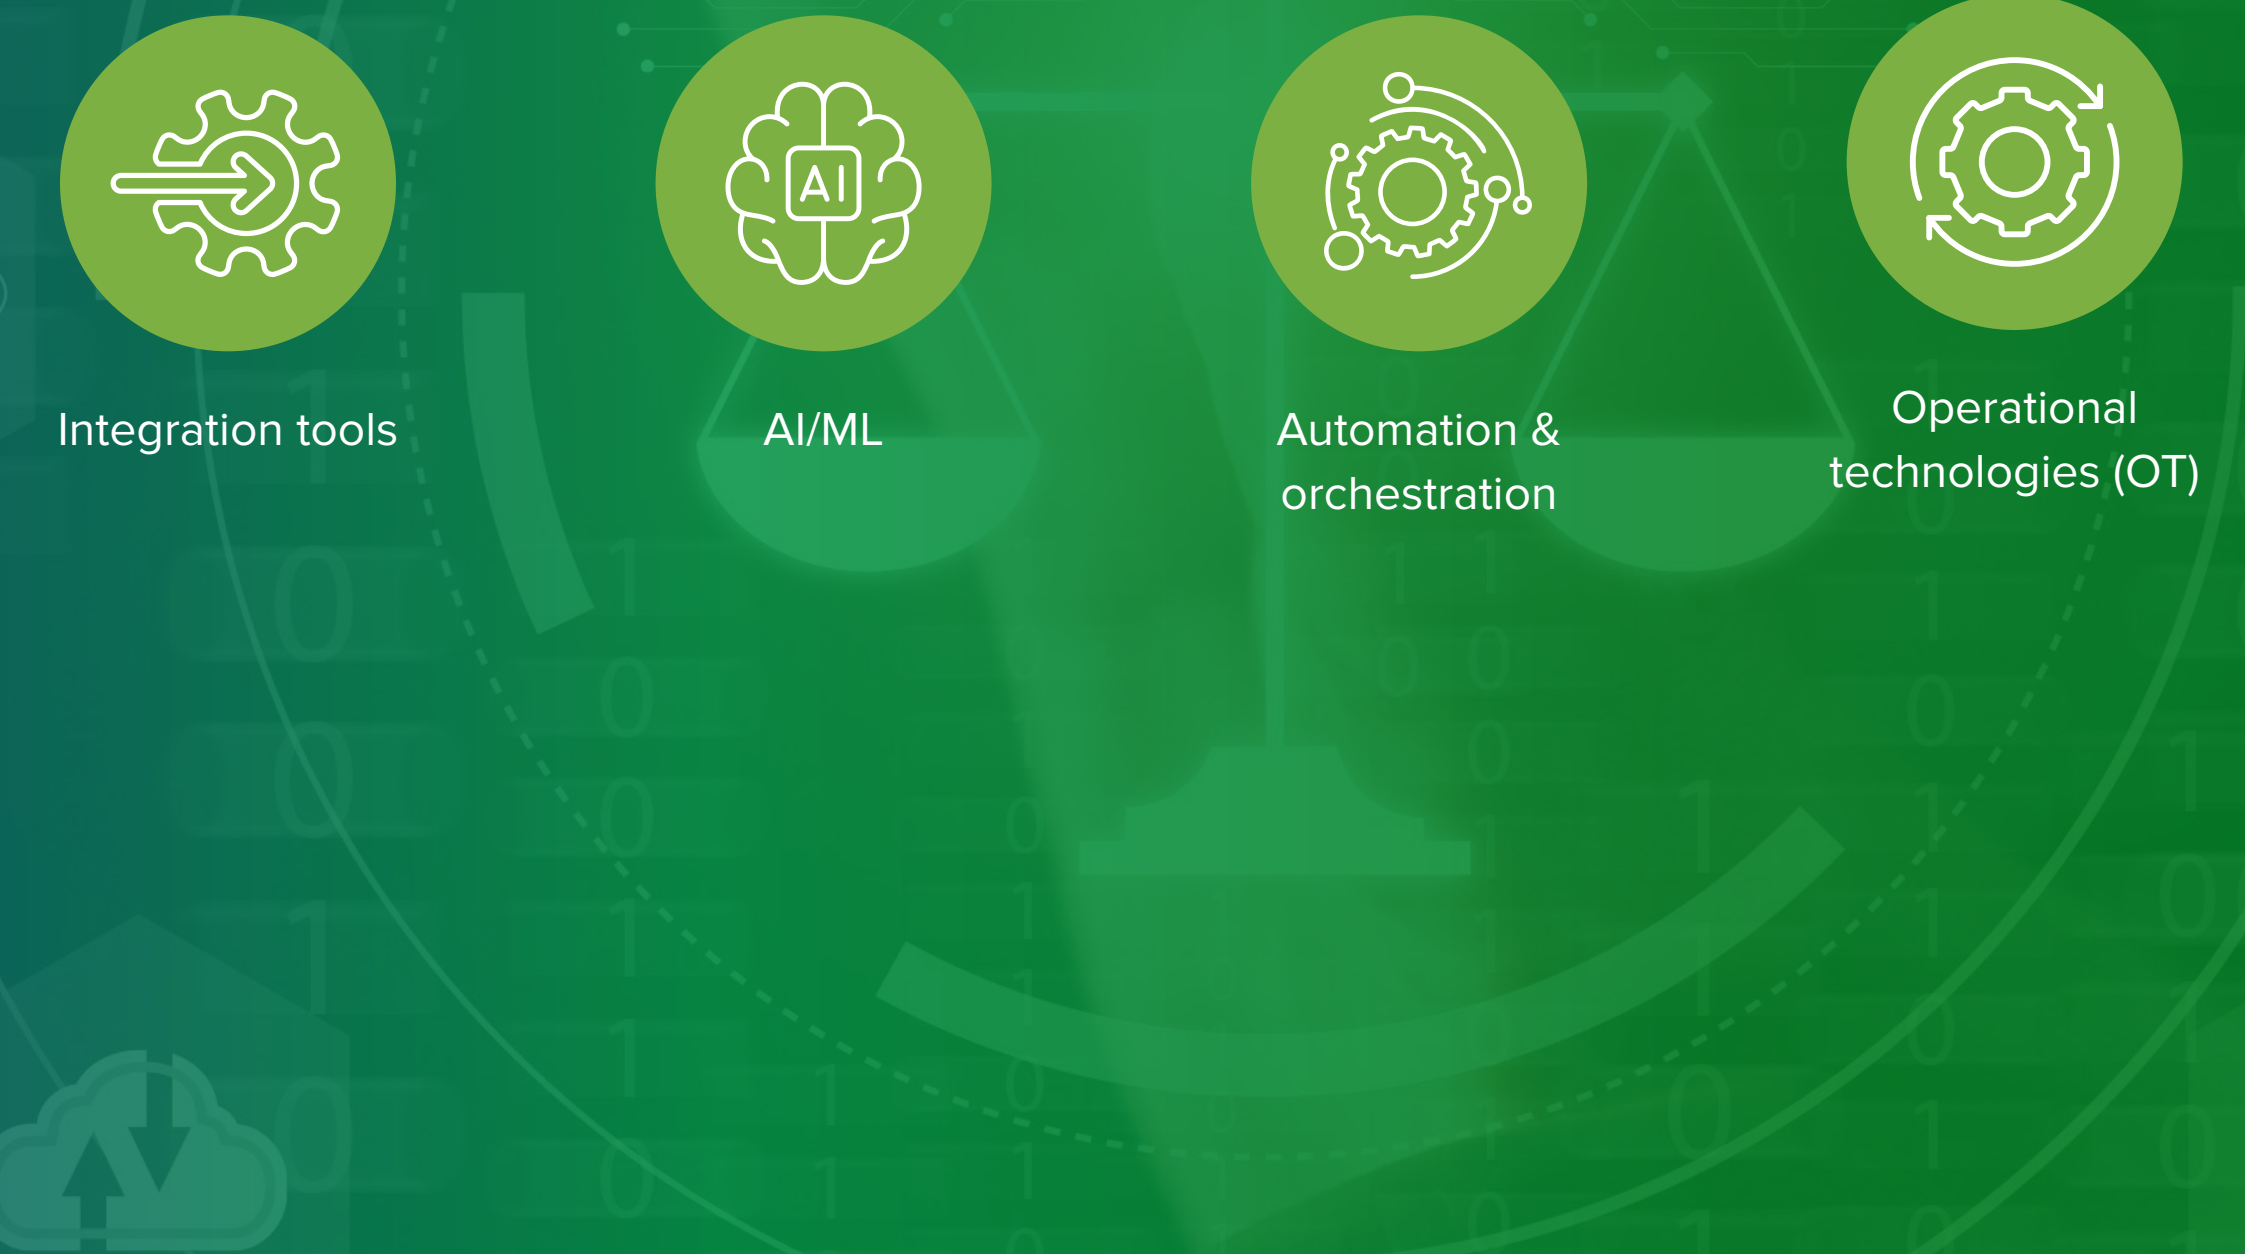 AI
Integration tools
AI/ML
Automation &
orchestration
Operational
technologies (OT)